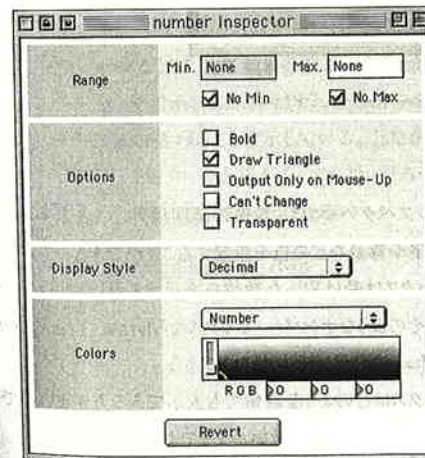 number Inspector
Range
Min. None Max. None
No Min No Max
Options
Bold
Draw Triangle
Output Only on Mouse-Up
Can't Change
Transparent
Display Style
Decimal
Colors
Number
R G B 0 0 0
Revert